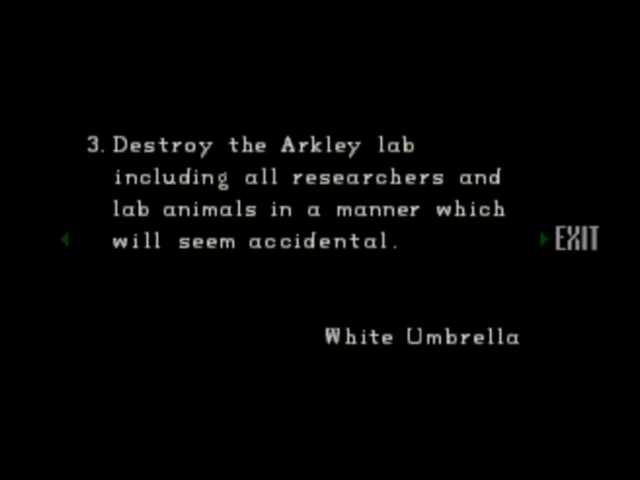 3. Destroy the Arkley lab
including all researchers and
lab animals in a manner which
will seem accidental.
EXIT
White Umbrella